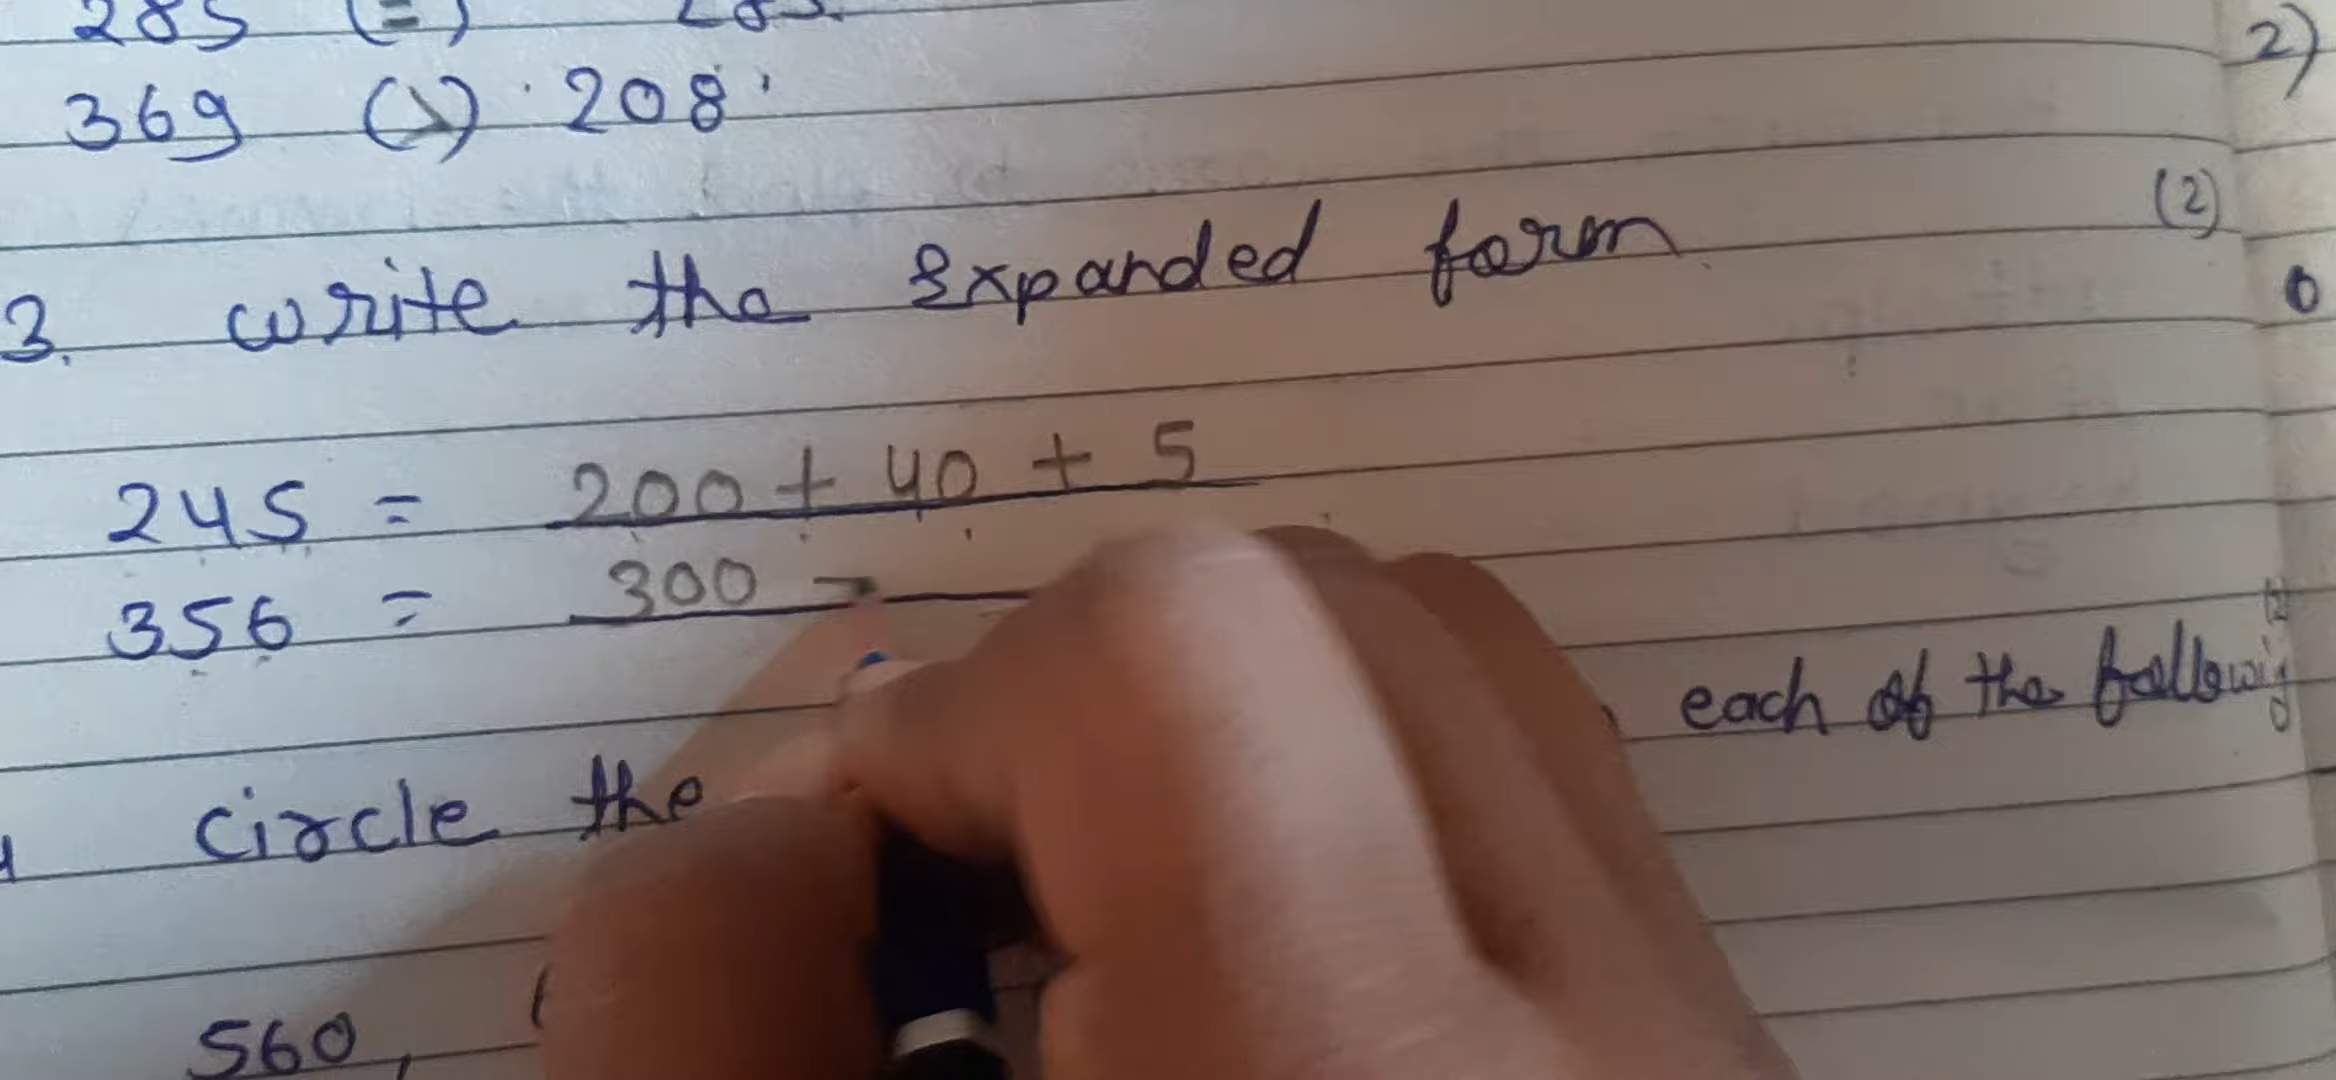 285 (=) 285.
369 (>) 208
2)
3. write the Expanded form (2)
245 = 200 + 40 + 5
356 = 300
circle the each of the following
560,